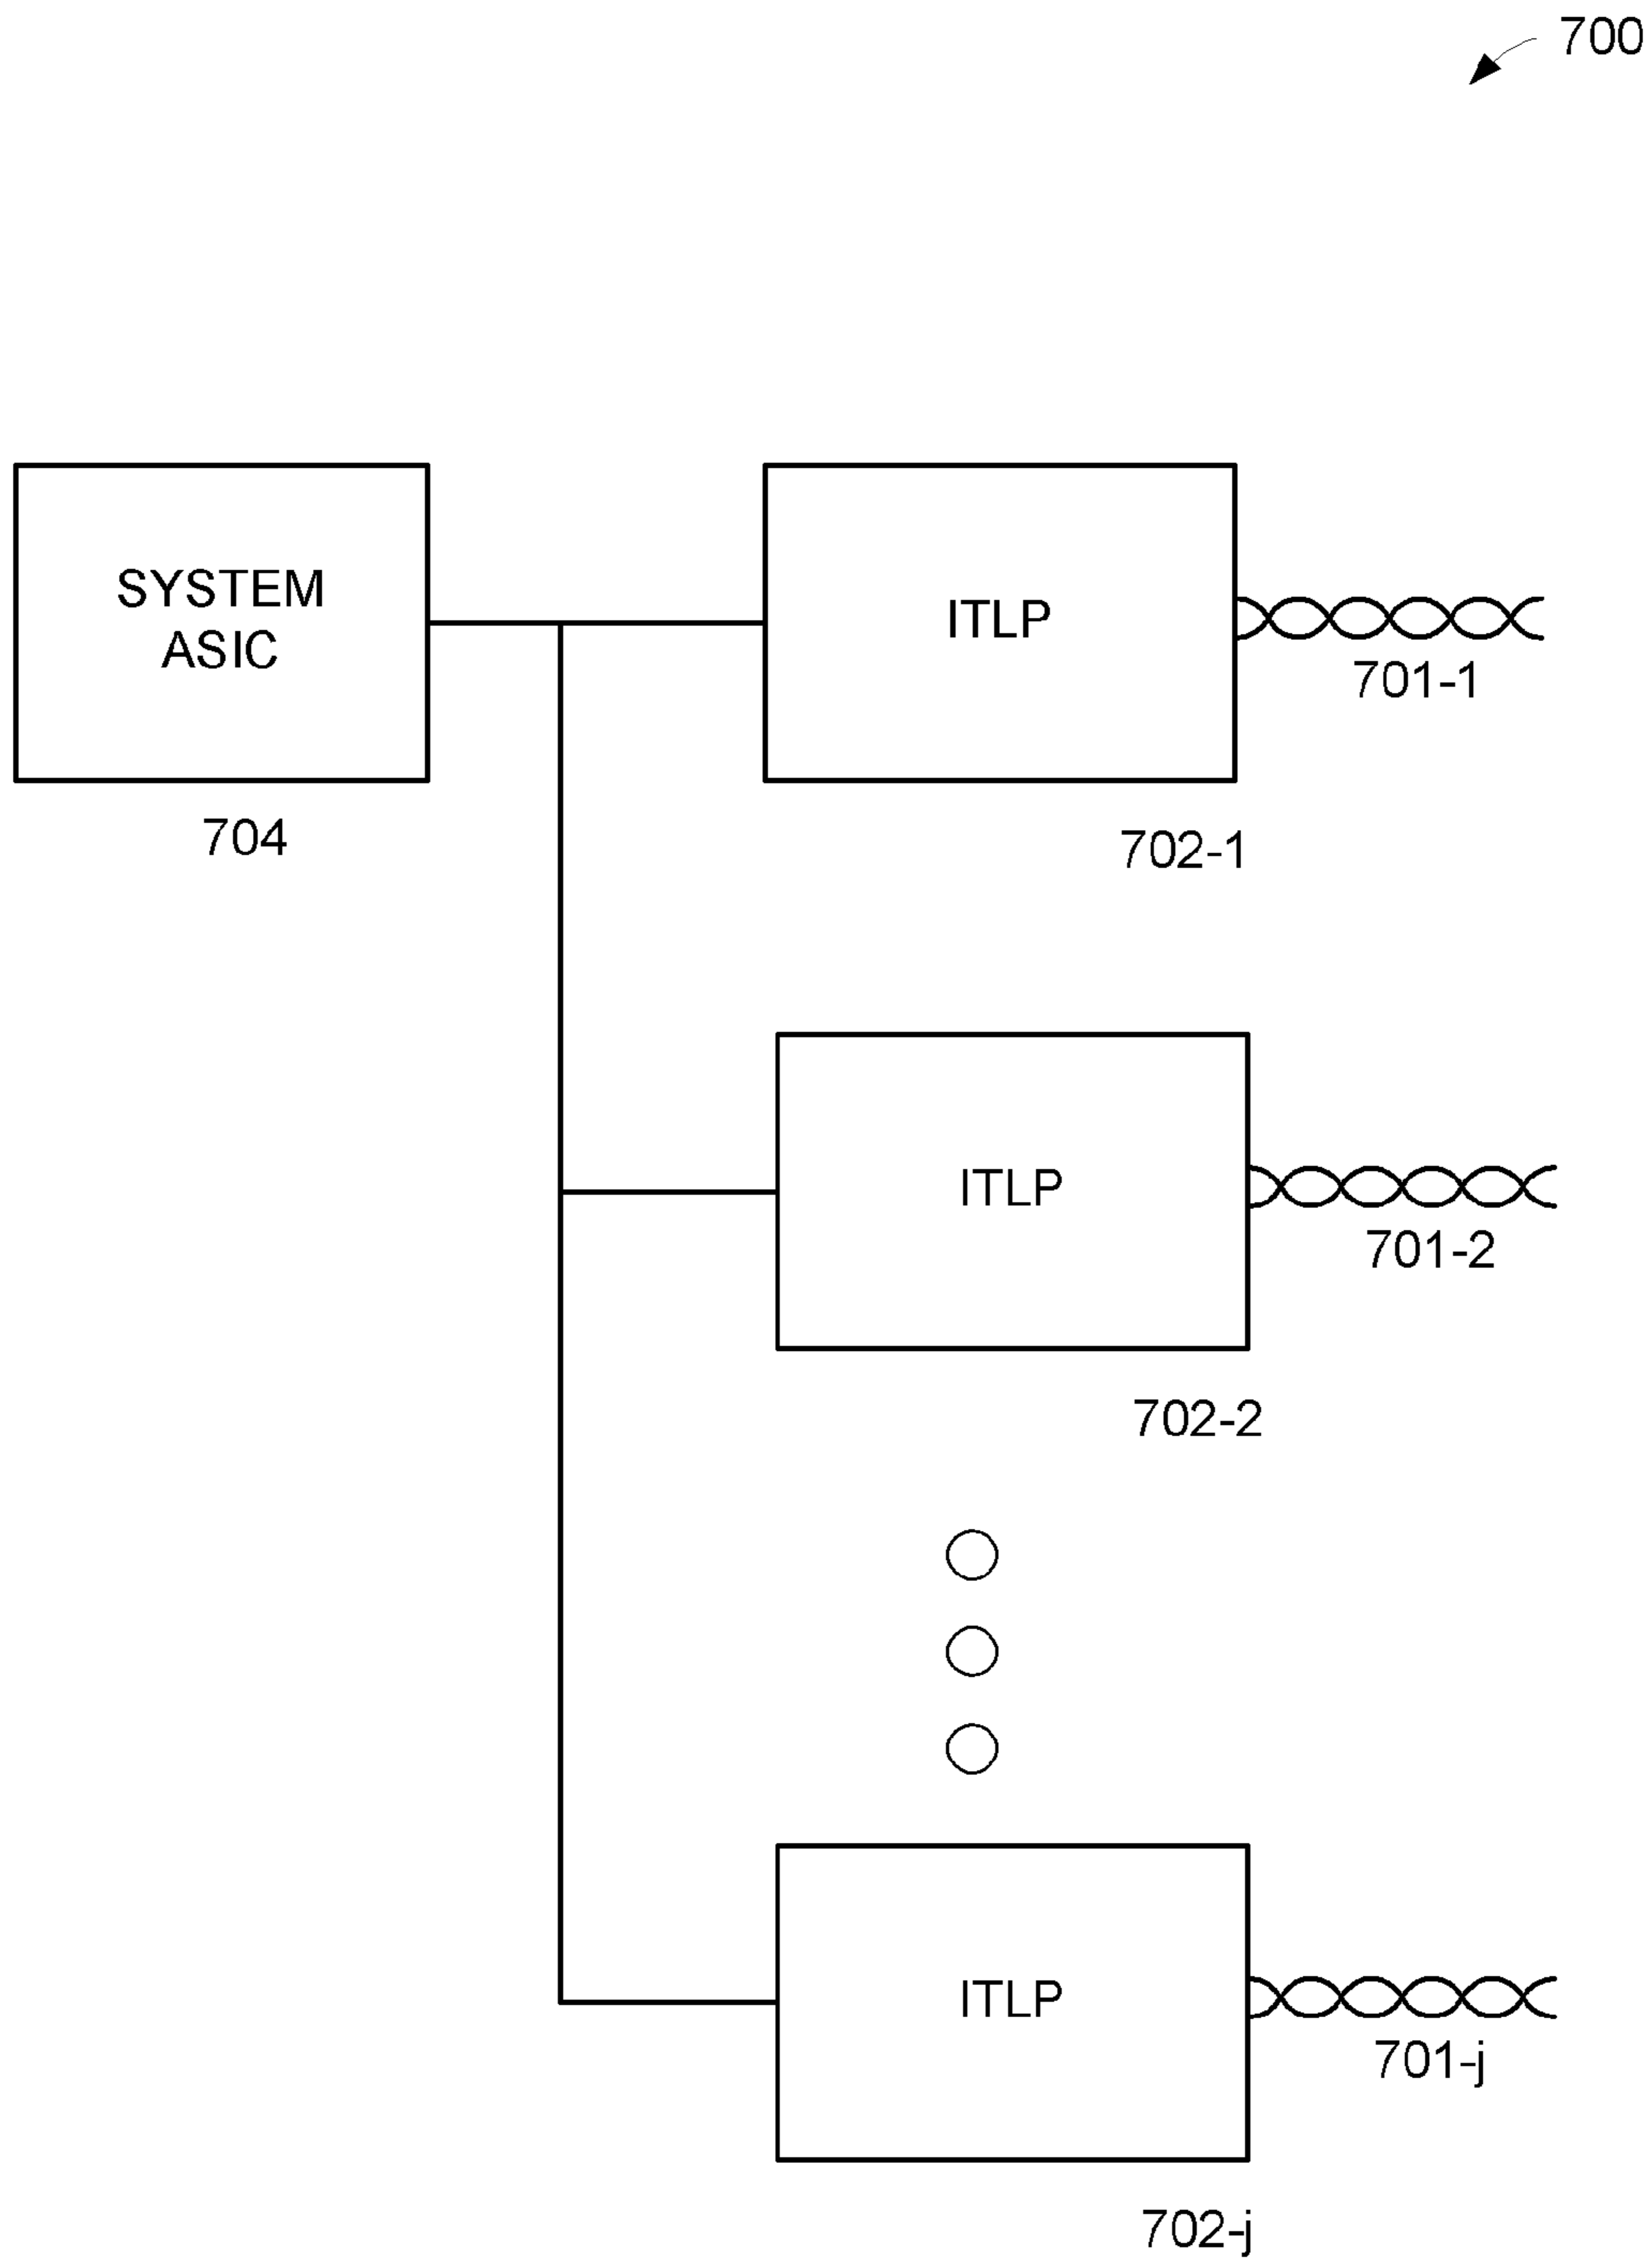 700
SYSTEM
ASIC
704
ITLP
701-1
702-1
ITLP
701-2
702-2
ITLP
701-j
702-j